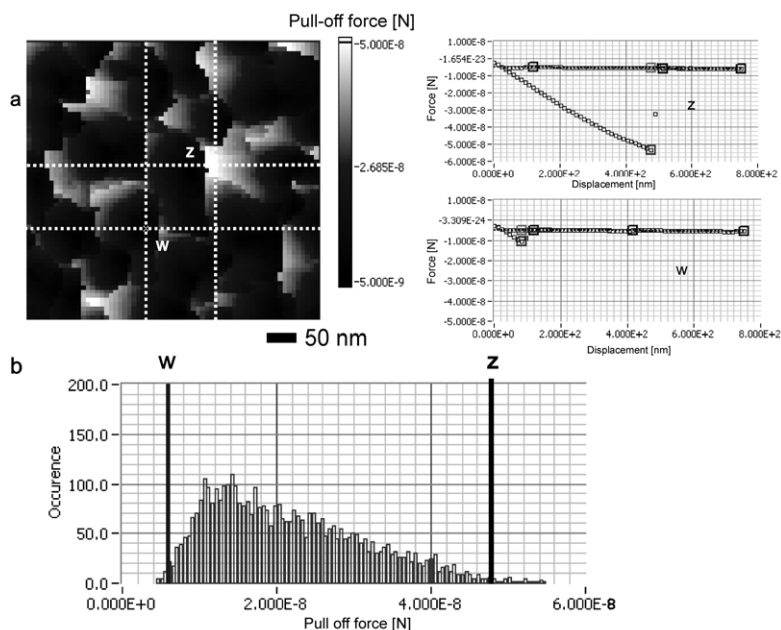 Pull-off force [N]
a
z
w
5.000E-8
2.685E-8
5.000E-9
50 nm
1.000E-8
-1.654E-23
-1.000E-8
-2.000E-8
-3.000E-8
-4.000E-8
-5.000E-8
-6.000E-8
Force [N]
z
0.000E+0 2.000E+2 4.000E+2 6.000E+2 8.000E+2
Displacement [nm]
1.000E-8
-3.309E-24
-1.000E-8
-2.000E-8
-3.000E-8
-4.000E-8
-5.000E-8
Force [N]
w
0.000E+0 2.000E+2 4.000E+2 6.000E+2 8.000E+2
Displacement [nm]
b
w z
200.0
150.0
100.0
50.0
0.0
Occurence
0.000E+0 2.000E-8 4.000E-8 6.000E-8
Pull off force [N]